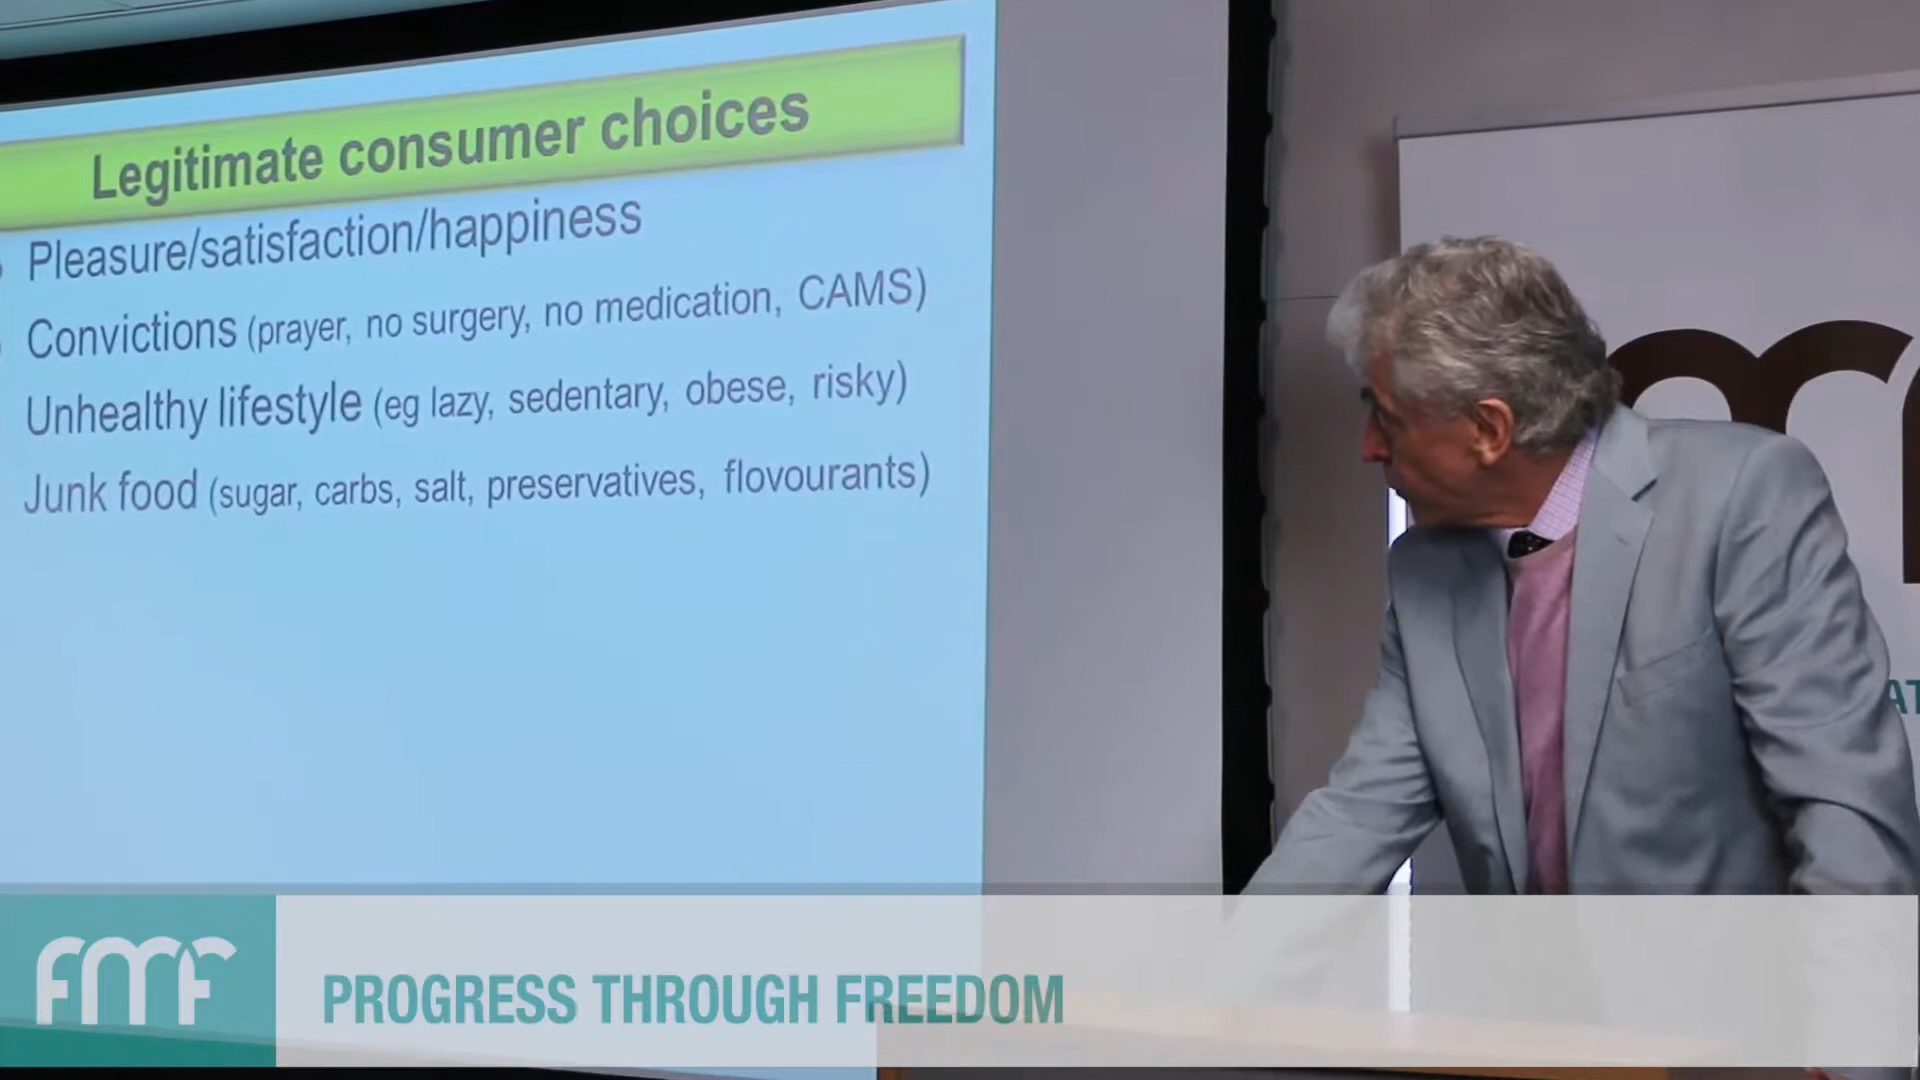 Legitimate consumer choices
Pleasure/satisfaction/happiness
Convictions (prayer, no surgery, no medication, CAMS)
Unhealthy lifestyle (eg lazy, sedentary, obese, risky)
Junk food (sugar, carbs, salt, preservatives, flovourants)
AT
FMF
PROGRESS THROUGH FREEDOM